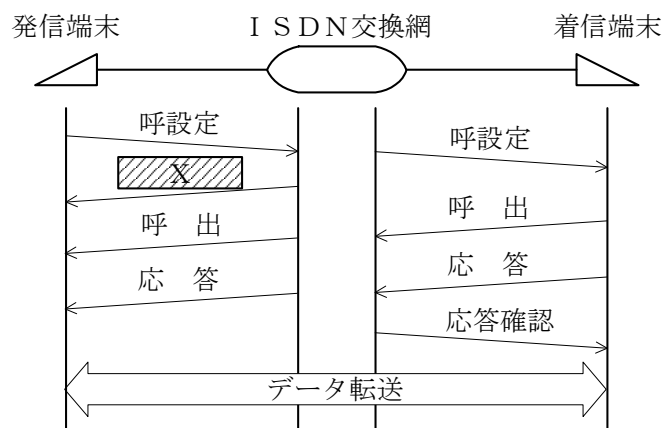 発信端末 ISDN交換網 着信端末
呼設定 呼設定
X
呼 出 呼 出
応 答 応 答
応答確認
データ転送